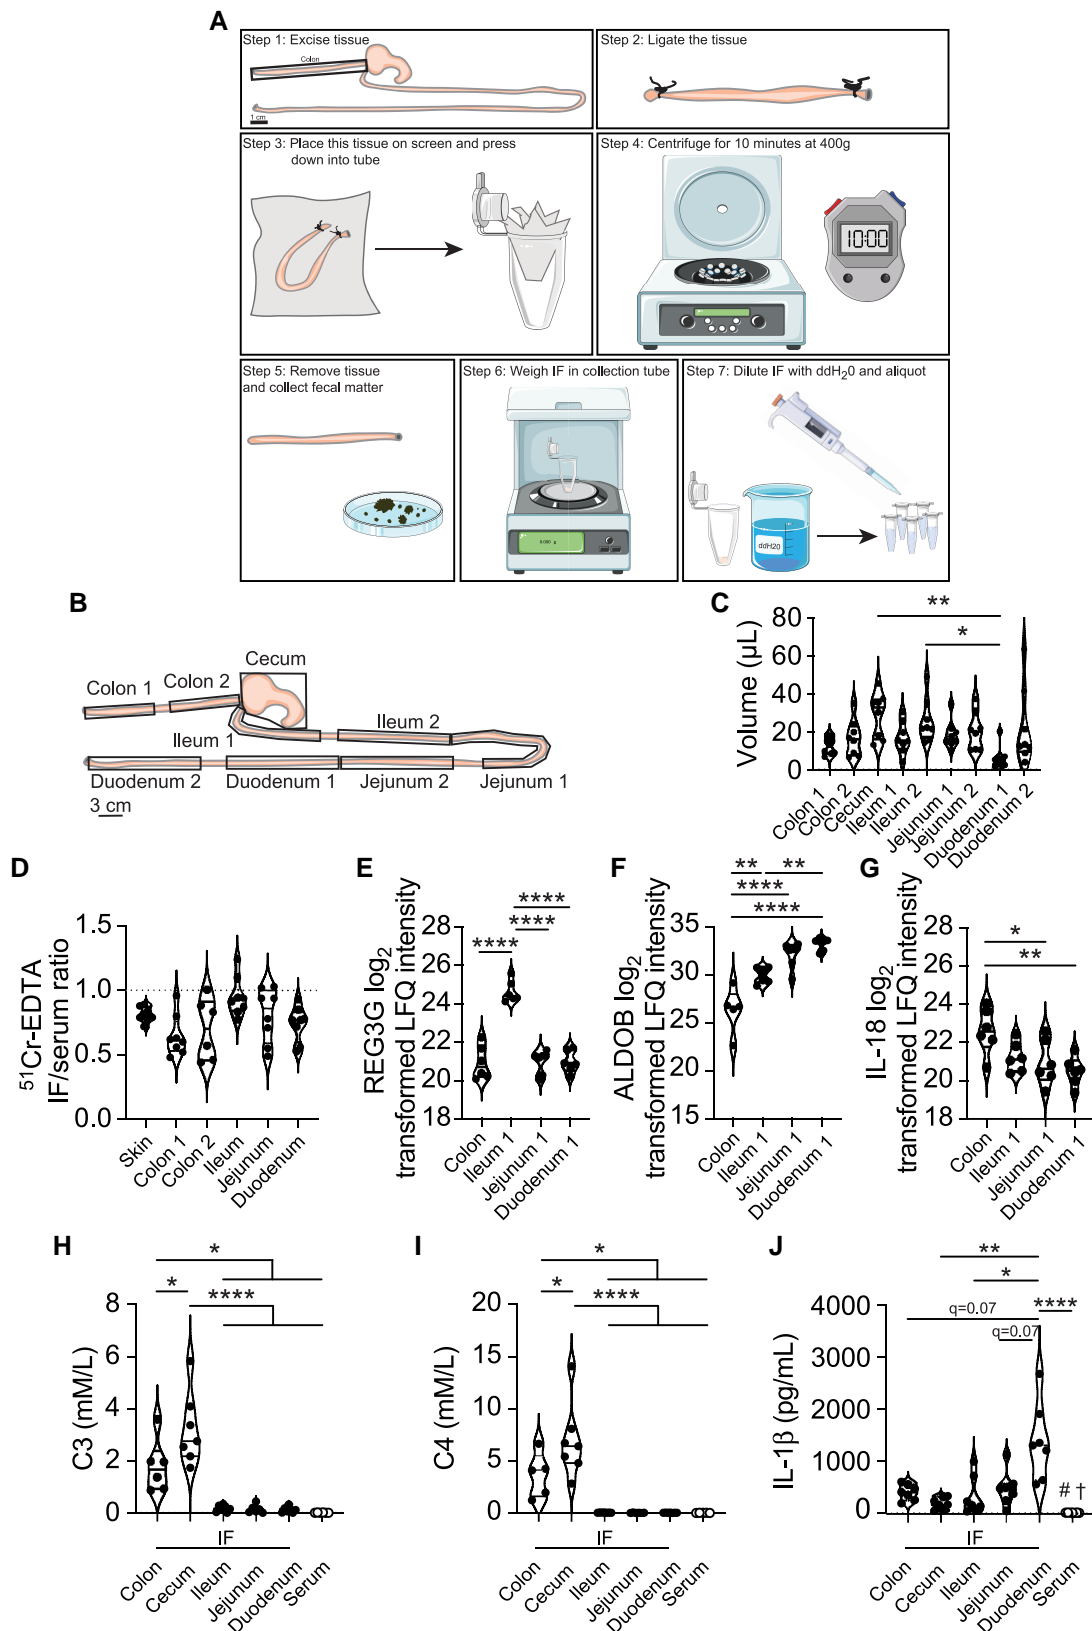 A
Step 1: Excise tissue
Colon
1 cm
Step 2: Ligate the tissue
Step 3: Place this tissue on screen and press
down into tube
Step 4: Centrifuge for 10 minutes at 400g
10:00
Step 5: Remove tissue
and collect fecal matter
Step 6: Weigh IF in collection tube
0.000 g
Step 7: Dilute IF with ddH₂0 and aliquot
ddH20
B
Colon 1
Colon 2
Cecum
Ileum 1
Ileum 2
Duodenum 2
Duodenum 1
Jejunum 2
Jejunum 1
3 cm
C
Volume (µL)
80
60
40
20
0
**
*
Colon 1
Colon 2
Cecum
Ileum 1
Ileum 2
Jejunum 1
Jejunum 2
Duodenum 1
Duodenum 2
D
⁵¹Cr-EDTA
IF/serum ratio
1.5
1.0
0.5
0.0
Skin
Colon 1
Colon 2
Ileum
Jejunum
Duodenum
E
REG3G log₂
transformed LFQ intensity
28
26
24
22
20
18
****
****
****
Colon
Ileum 1
Jejunum 1
Duodenum 1
F
ALDOB log₂
transformed LFQ intensity
35
30
25
20
15
** **
****
****
Colon
Ileum 1
Jejunum 1
Duodenum 1
G
IL-18 log₂
transformed LFQ intensity
28
26
24
22
20
18
*
**
Colon
Ileum 1
Jejunum 1
Duodenum 1
H
C3 (mM/L)
8
6
4
2
0
*
*
****
IF
Colon
Cecum
Ileum
Jejunum
Duodenum
Serum
I
C4 (mM/L)
20
15
10
5
0
*
*
****
IF
Colon
Cecum
Ileum
Jejunum
Duodenum
Serum
J
IL-1β (pg/mL)
4000
3000
2000
1000
0
**
*
q=0.07
****
q=0.07
# †
IF
Colon
Cecum
Ileum
Jejunum
Duodenum
Serum